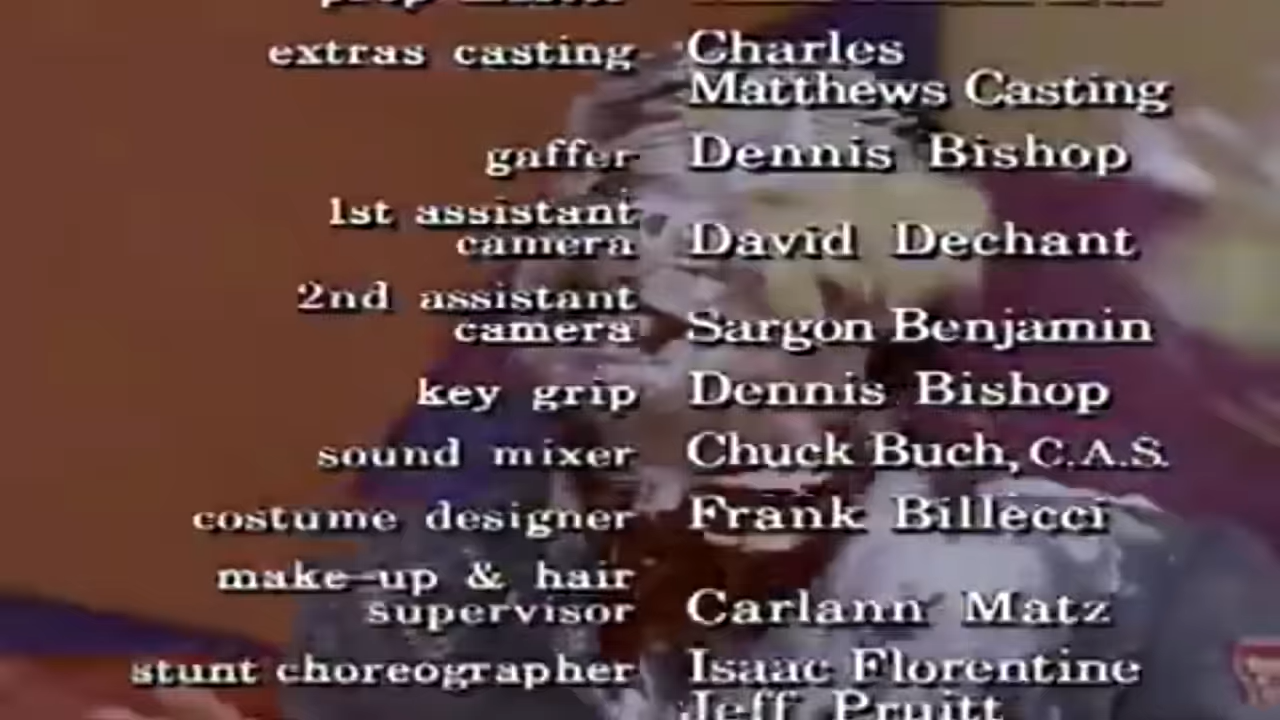 prop master
extras casting Charles
Matthews Casting
gaffer Dennis Bishop
1st assistant
camera David Dechant
2nd assistant
camera Sargon Benjamin
key grip Dennis Bishop
sound mixer Chuck Buch, C.A.S.
costume designer Frank Billecci
make-up & hair
supervisor Carlann Matz
stunt choreographer Isaac Florentine
Jeff Pruitt